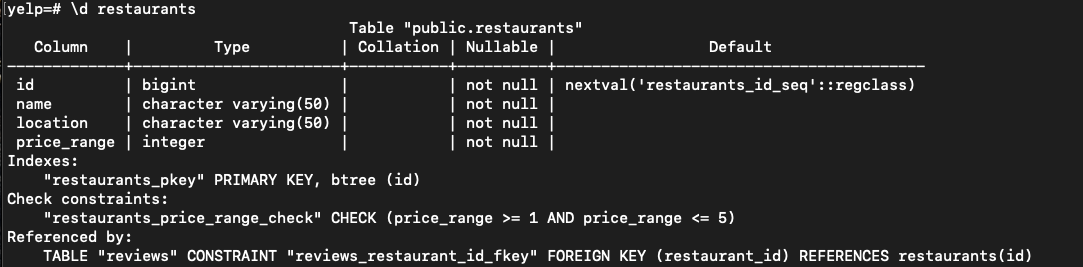 yelp=# \d restaurants
Table "public.restaurants"
Column | Type | Collation | Nullable | Default
-------------+-----------------------+-----------+----------+------------------------------------------
id | bigint | | not null | nextval('restaurants_id_seq'::regclass)
name | character varying(50) | | not null |
location | character varying(50) | | not null |
price_range | integer | | not null |
Indexes:
"restaurants_pkey" PRIMARY KEY, btree (id)
Check constraints:
"restaurants_price_range_check" CHECK (price_range >= 1 AND price_range <= 5)
Referenced by:
TABLE "reviews" CONSTRAINT "reviews_restaurant_id_fkey" FOREIGN KEY (restaurant_id) REFERENCES restaurants(id)